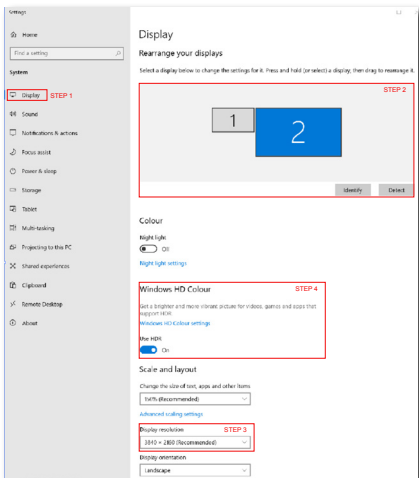 Settings
Home
Find a setting
System
Display STEP 1
Sound
Notifications & actions
Focus assist
Power & sleep
Storage
Tablet
Multi-tasking
Projecting to this PC
Shared experiences
Clipboard
Remote Desktop
About
Display
Rearrange your displays
Select a display below to change the settings for it. Press and hold (or select) a display, then drag to rearrange it.
STEP 2
1
2
Identify Detect
Colour
Night light
Off
Night light settings
Windows HD Colour STEP 4
Get a brighter and more vibrant picture for videos, games and apps that
support HDR.
Windows HD Colour settings
Use HDR
On
Scale and layout
Change the size of text, apps and other items
(Recommended)
Advanced scaling settings
Display resolution STEP 3
3840 × 2160 (Recommended)
Display orientation
Landscape